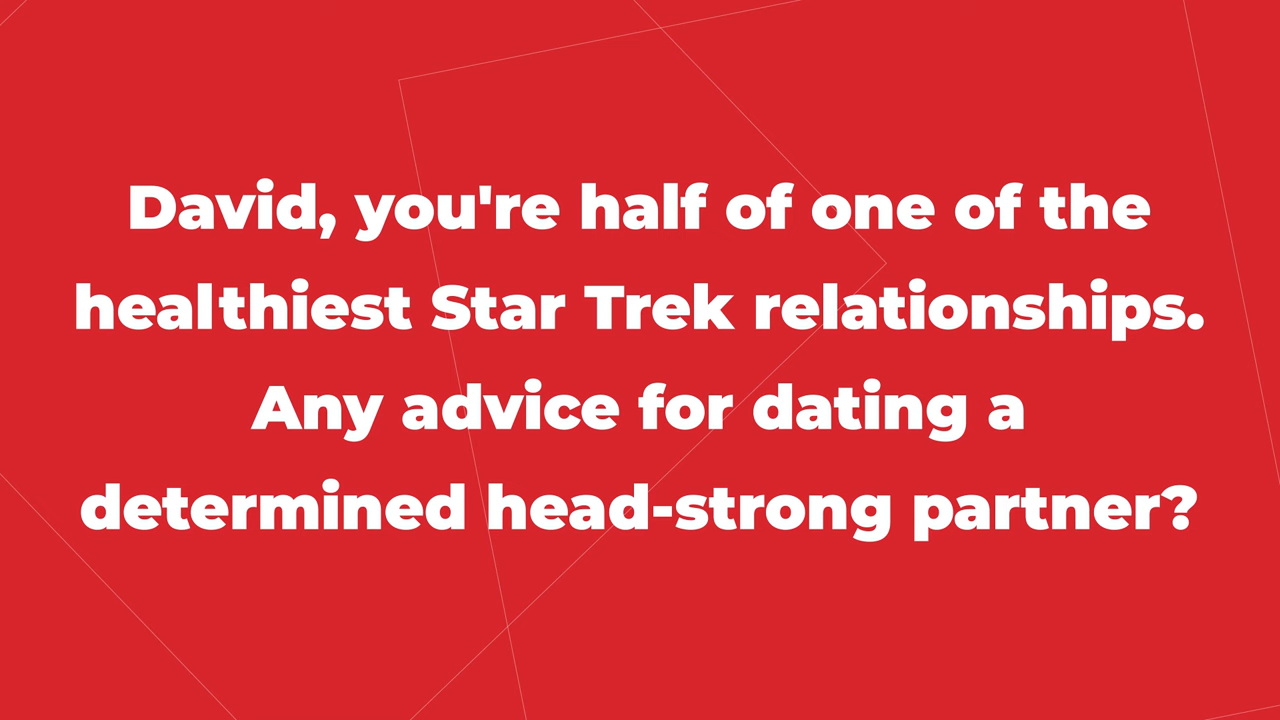 David, you're half of one of the
healthiest Star Trek relationships.
Any advice for dating a
determined head-strong partner?